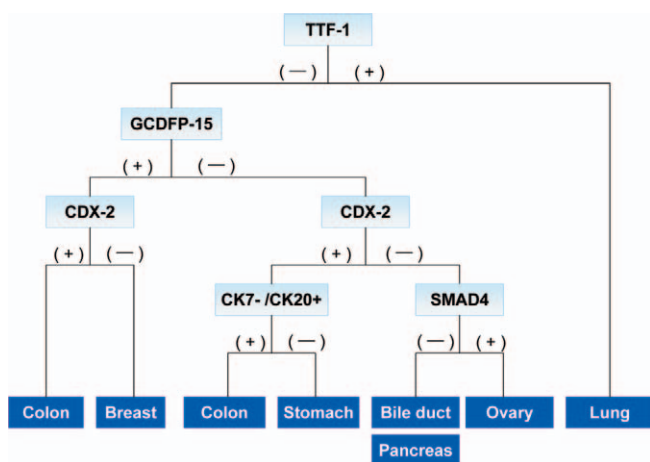 TTF-1
(—) (+)
GCDFP-15
(+) (—)
CDX-2 CDX-2
(+) (—) (+) (—)
CK7- /CK20+ SMAD4
(+) (—) (—) (+)
Colon Breast Colon Stomach Bile duct Ovary Lung
Pancreas